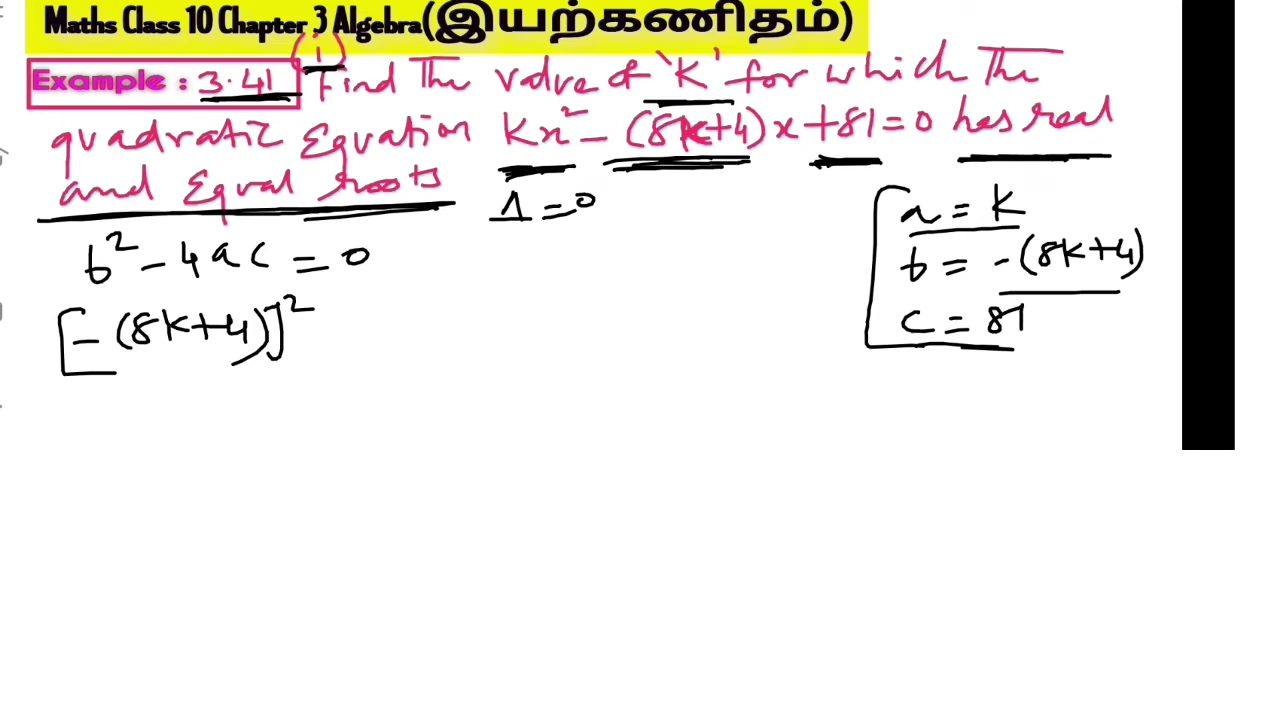 Maths Class 10 Chapter 3 Algebra(இயற்கணிதம்)
(i)
Example : 3.41 Find The value of 'K' for which The
quadratic Equation Kx² - (8k+4)x +81=0 has real
and Equal roots
Δ =0
b² - 4ac = 0
[-(8k+4)]²
a = K
b = -(8k+4)
c = 81